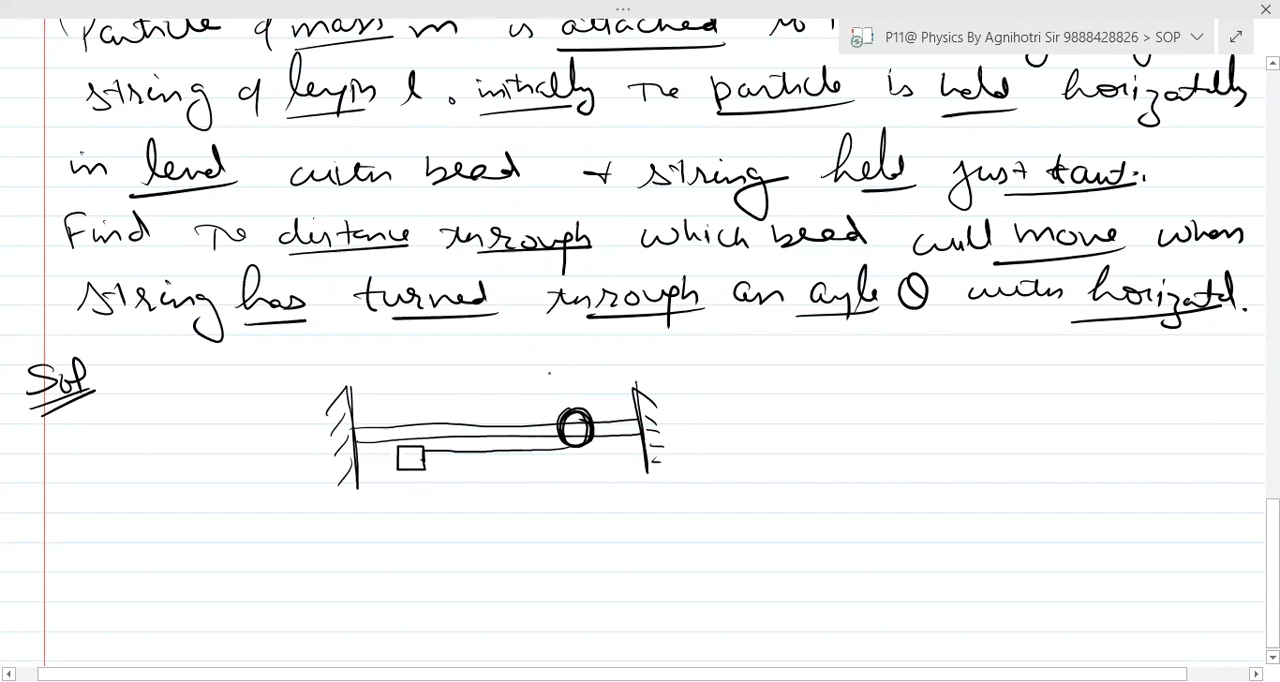 P11@ Physics By Agnihotri Sir 9888428826 > SOP
Particle of mass m is attached to
string of length l. initially The particle is held horizontally
in level with bead + string held just taut.
Find The distance through which bead will move when
string has turned through an angle θ with horizontal.
Sol